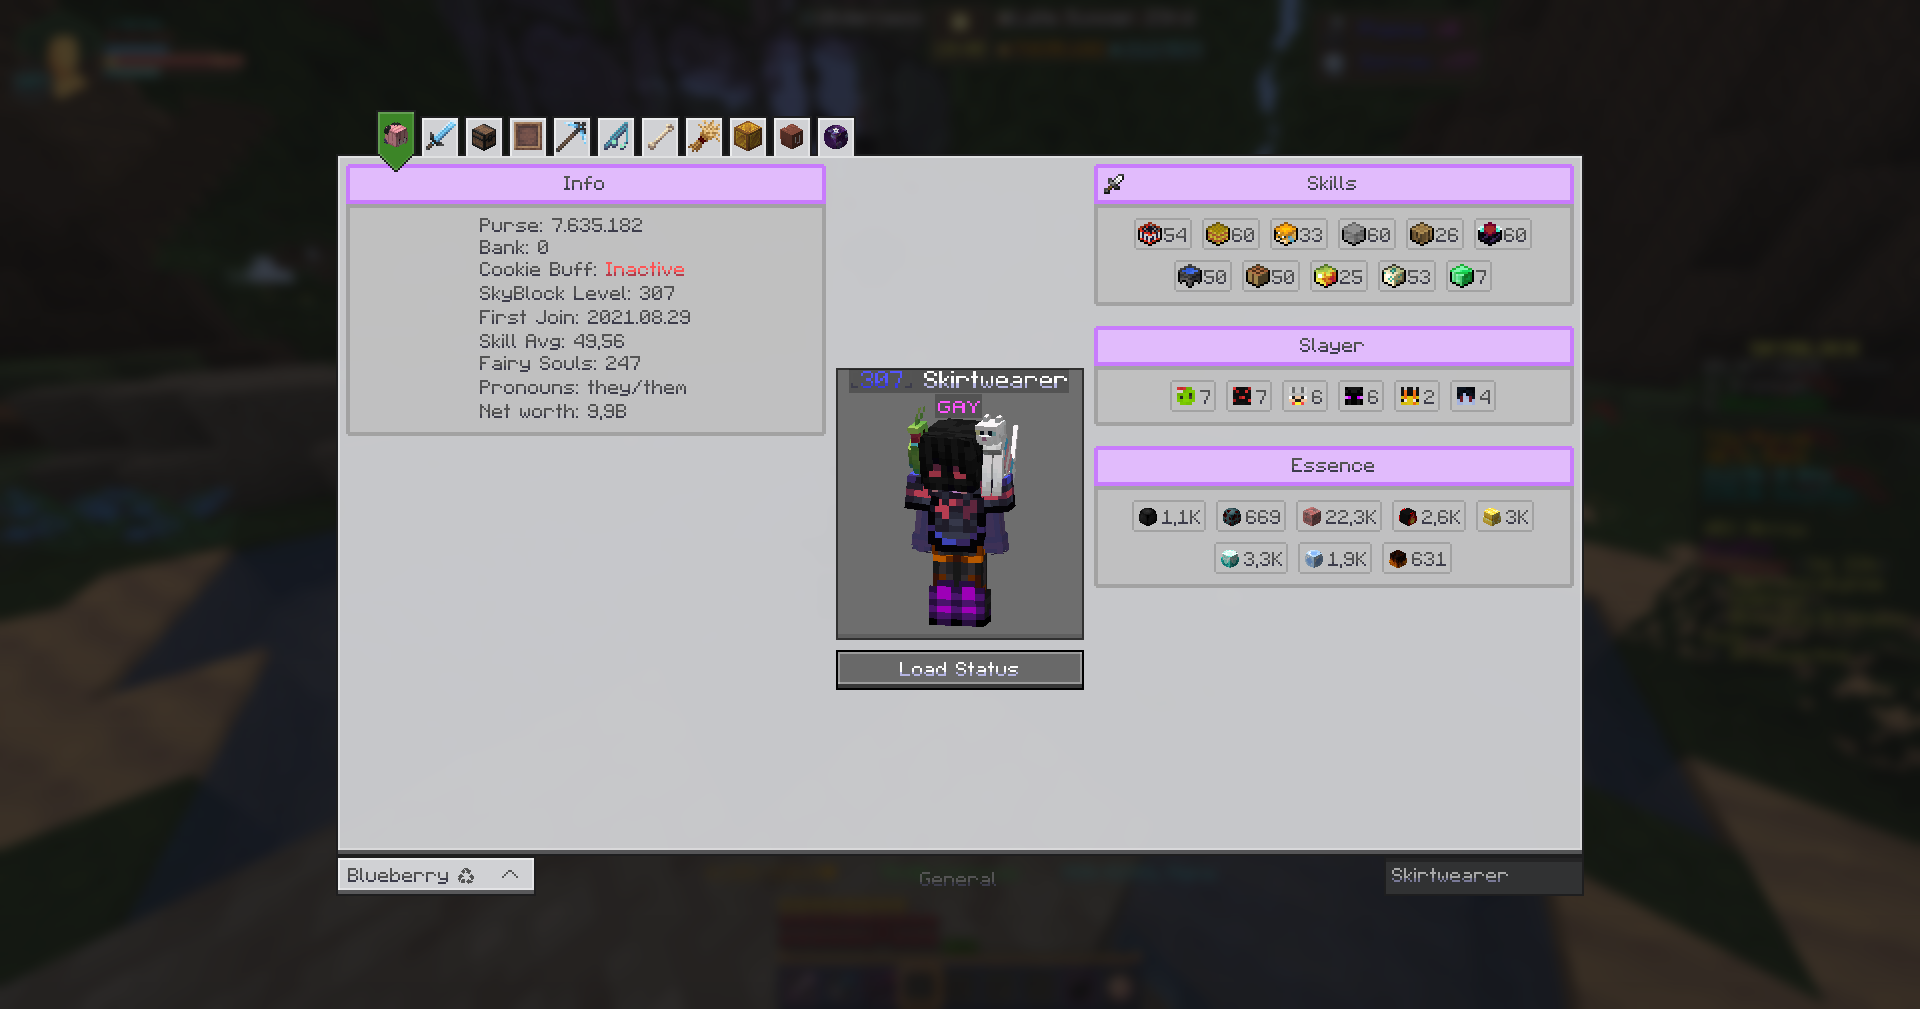 Info
Purse: 7.635.182
Bank: 0
Cookie Buff: Inactive
SkyBlock Level: 307
First Join: 2021.08.29
Skill Avg: 49,56
Fairy Souls: 247
Pronouns: they/them
Net worth: 9,9B
307 Skirtwearer
GAY
Load Status
Skills
54 60 33 60 26 60
50 50 25 53 7
Slayer
7 7 6 6 2 4
Essence
1,1K 669 22,3K 2,6K 3K
3,3K 1,9K 631
Blueberry ♲
General
Skirtwearer